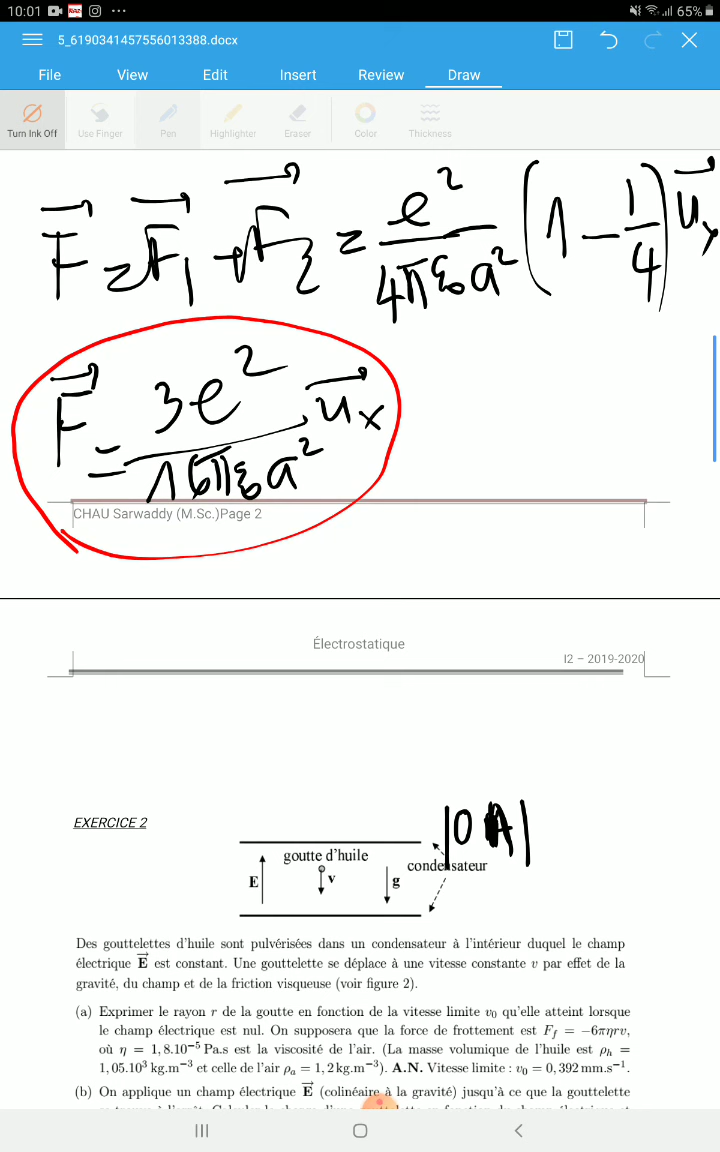 10:01 65%
5_6190341457556013388.docx
File View Edit Insert Review Draw
Turn Ink Off Use Finger Pen Highlighter Eraser Color Thickness
F = F₁ + F₂ = e² / 4πε₀a² (1 − 1/4) uₓ
F = 3e² / 16πε₀a² uₓ
CHAU Sarwaddy (M.Sc.)Page 2
Électrostatique
I2 – 2019-2020
EXERCICE 2
goutte d'huile
condensateur
E v g
Des gouttelettes d'huile sont pulvérisées dans un condensateur à l'intérieur duquel le champ
électrique E est constant. Une gouttelette se déplace à une vitesse constante v par effet de la
gravité, du champ et de la friction visqueuse (voir figure 2).
(a) Exprimer le rayon r de la goutte en fonction de la vitesse limite v₀ qu'elle atteint lorsque
le champ électrique est nul. On supposera que la force de frottement est F_f = −6πηrv,
où η = 1,8.10⁻⁵ Pa.s est la viscosité de l'air. (La masse volumique de l'huile est ρ_h =
1,05.10³ kg.m⁻³ et celle de l'air ρ_a = 1,2 kg.m⁻³). A.N. Vitesse limite : v₀ = 0,392 mm.s⁻¹.
(b) On applique un champ électrique E (colinéaire à la gravité) jusqu'à ce que la gouttelette